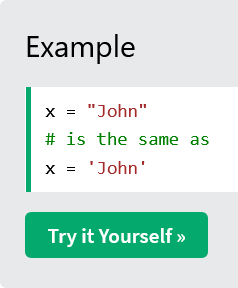 Example
x = "John"
# is the same as
x = 'John'
Try it Yourself »